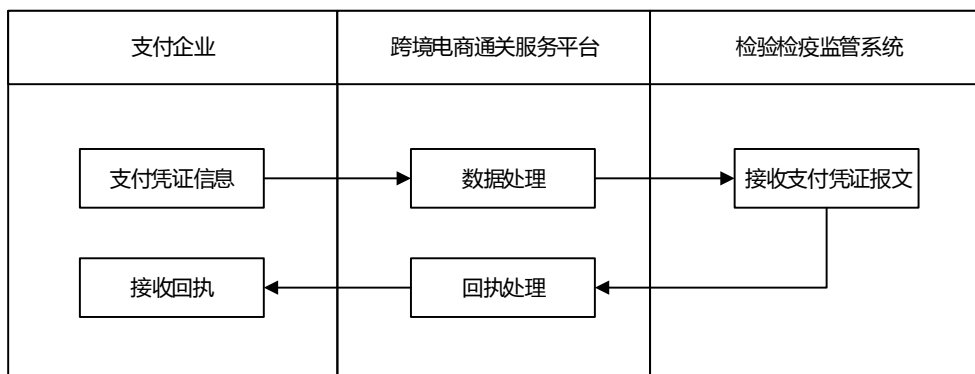 支付企业
跨境电商通关服务平台
检验检疫监管系统
支付凭证信息
数据处理
接收支付凭证报文
接收回执
回执处理